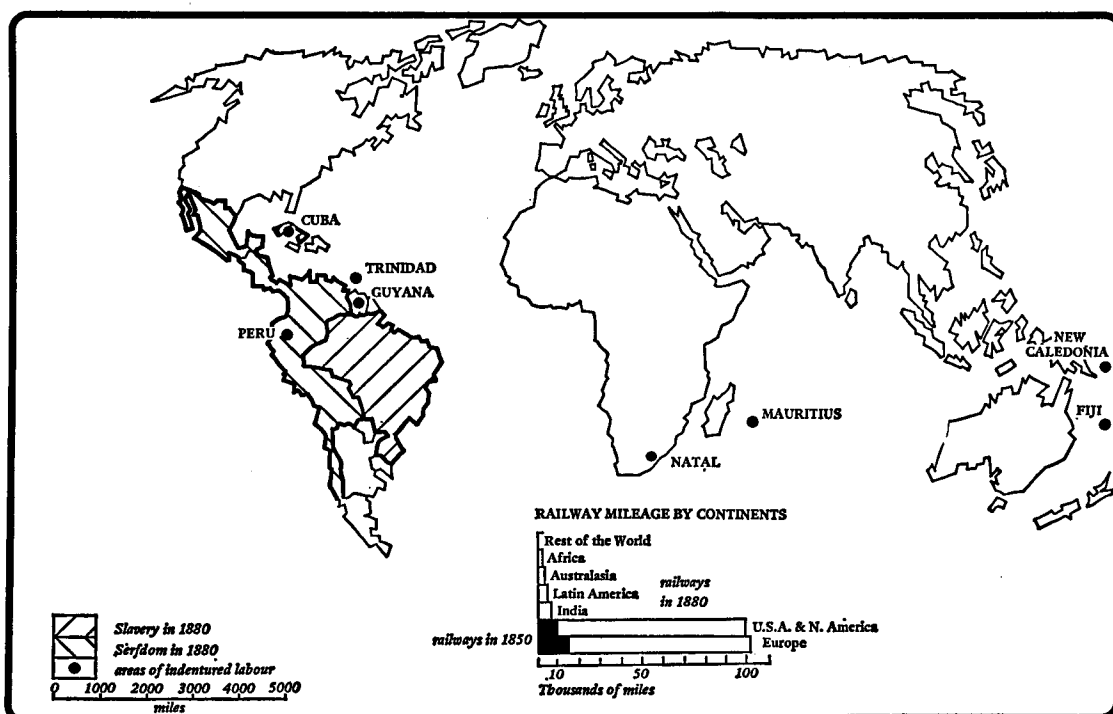 CUBA
TRINIDAD
GUYANA
PERU
NEW
CALEDONIA
MAURITIUS
FIJI
NATAL
RAILWAY MILEAGE BY CONTINENTS
Rest of the World
Africa
Australasia
railways
Latin America
in 1880
India
U.S.A. & N. America
railways in 1850
Europe
10 50 100
Thousands of miles
Slavery in 1880
Serfdom in 1880
areas of indentured labour
0 1000 2000 3000 4000 5000
miles